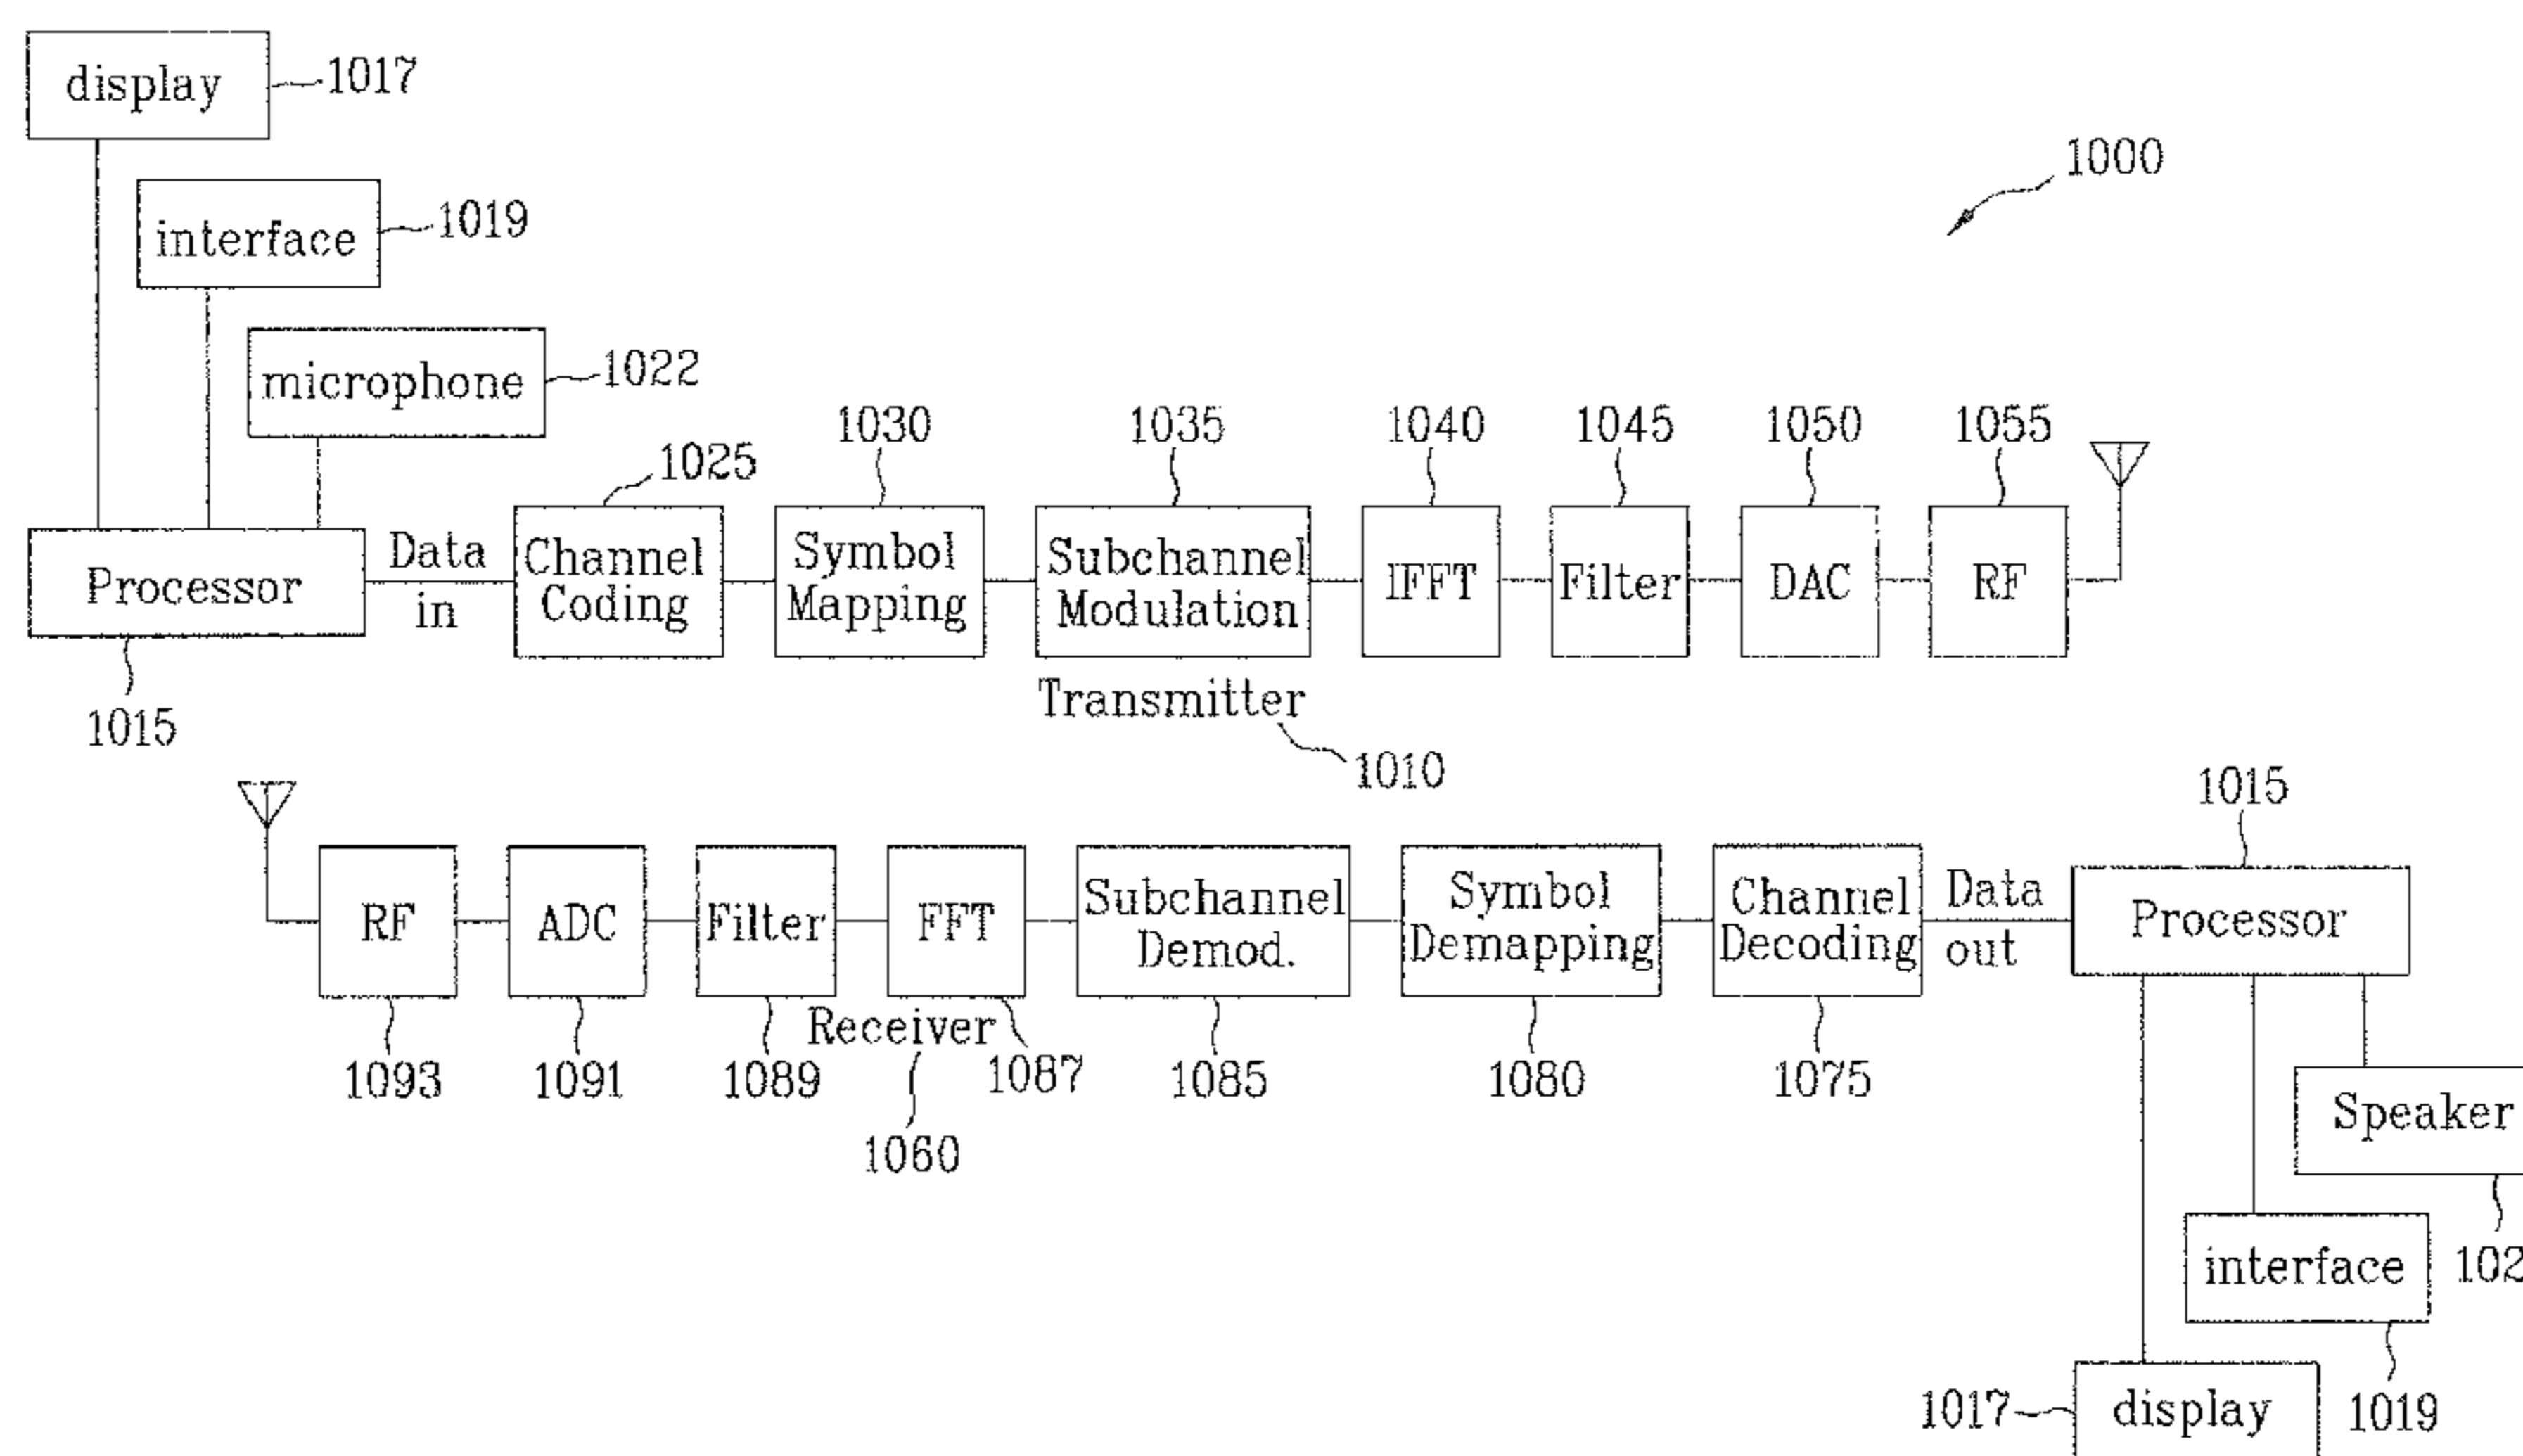 display
1017
1000
interface
1019
microphone
1022
1025
1030
1035
1040
1045
1050
1055
Processor
Data
in
Channel
Coding
Symbol
Mapping
Subchannel
Modulation
IFFT
Filter
DAC
RF
1015
Transmitter
1010
1015
RF
ADC
Filter
FFT
Subchannel
Demod.
Symbol
Demapping
Channel
Decoding
Data
out
Processor
Receiver
1093
1091
1089
1087
1085
1080
1075
1060
Speaker
102
interface
1019
1017
display